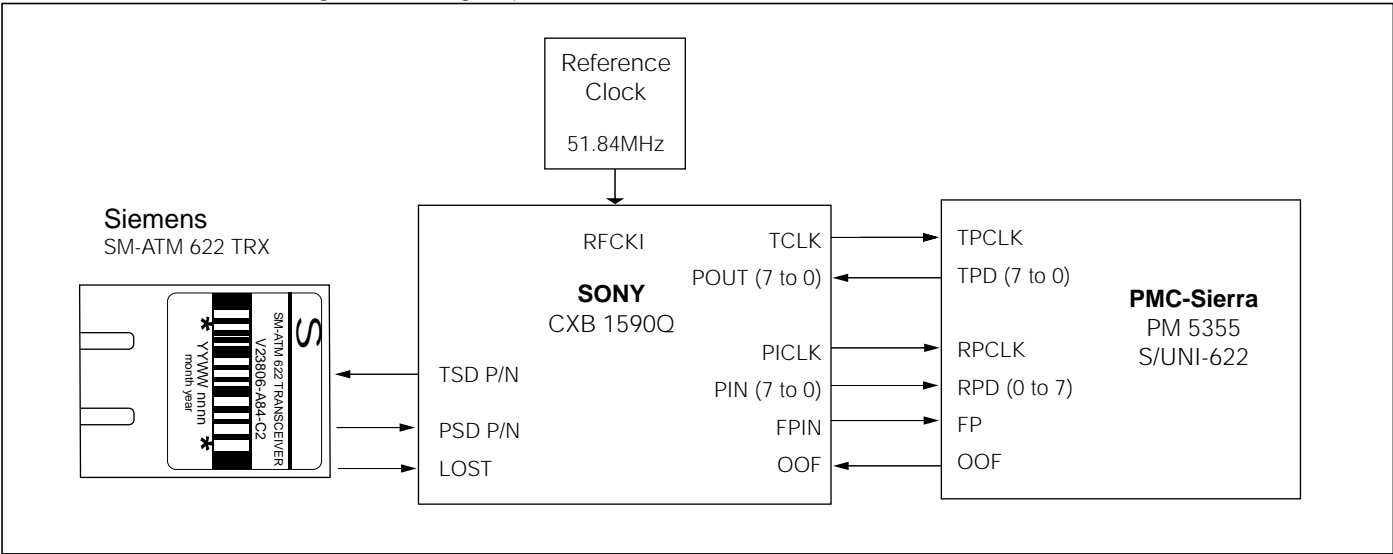 Reference
Clock
51.84MHz
Siemens
SM-ATM 622 TRX
S
SM-ATM 622 TRANSCEIVER
V23806-A84-C2
* YYWW nnnn *
month year
RFCKI
SONY
CXB 1590Q
TSD P/N
PSD P/N
LOST
TCLK
POUT (7 to 0)
PICLK
PIN (7 to 0)
FPIN
OOF
TPCLK
TPD (7 to 0)
RPCLK
RPD (0 to 7)
FP
OOF
PMC-Sierra
PM 5355
S/UNI-622